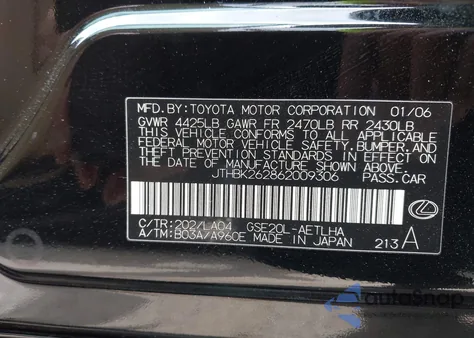 MFD.BY: TOYOTA MOTOR CORPORATION 01/06
GVWR 4425LB GAWR FR 2470LB RR 2430LB
THIS VEHICLE CONFORMS TO ALL APPLICABLE
FEDERAL MOTOR VEHICLE SAFETY, BUMPER, AND
THEFT PREVENTION STANDARDS IN EFFECT ON
THE DATE OF MANUFACTURE SHOWN ABOVE.
JTHBK262862009306 PASS.CAR
C/TR: 202/LA04 GSE20L-AETLHA
A/TM: B03A/A960E MADE IN JAPAN 213 A
autoSnap